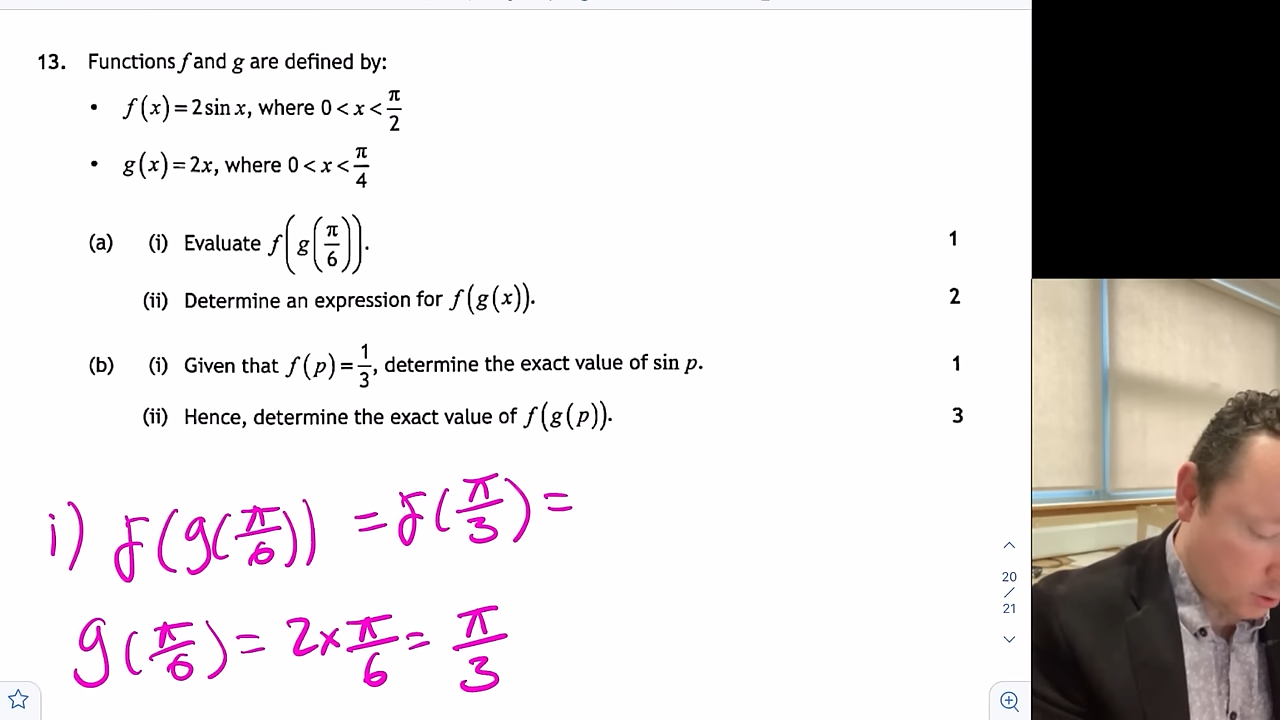 13. Functions f and g are defined by:
• f(x) = 2 sin x, where 0 < x < π/2
• g(x) = 2x, where 0 < x < π/4
(a) (i) Evaluate f(g(π/6)). 1
(ii) Determine an expression for f(g(x)). 2
(b) (i) Given that f(p) = 1/3, determine the exact value of sin p. 1
(ii) Hence, determine the exact value of f(g(p)). 3
i) f(g(π/6)) = f(π/3) =
g(π/6) = 2 × π/6 = π/3
20
/
21